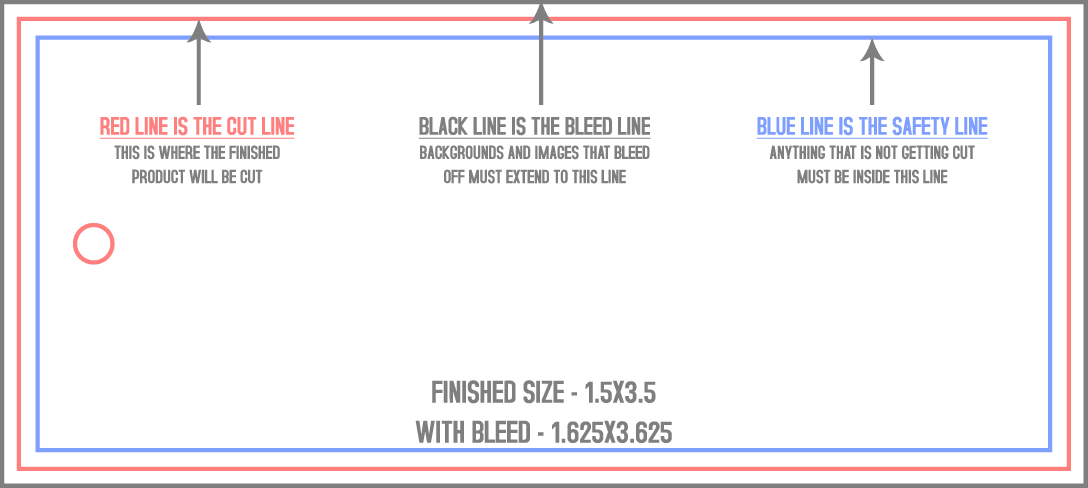 RED LINE IS THE CUT LINE
THIS IS WHERE THE FINISHED
PRODUCT WILL BE CUT
BLACK LINE IS THE BLEED LINE
BACKGROUNDS AND IMAGES THAT BLEED
OFF MUST EXTEND TO THIS LINE
BLUE LINE IS THE SAFETY LINE
ANYTHING THAT IS NOT GETTING CUT
MUST BE INSIDE THIS LINE
FINISHED SIZE - 1.5X3.5
WITH BLEED - 1.625X3.625